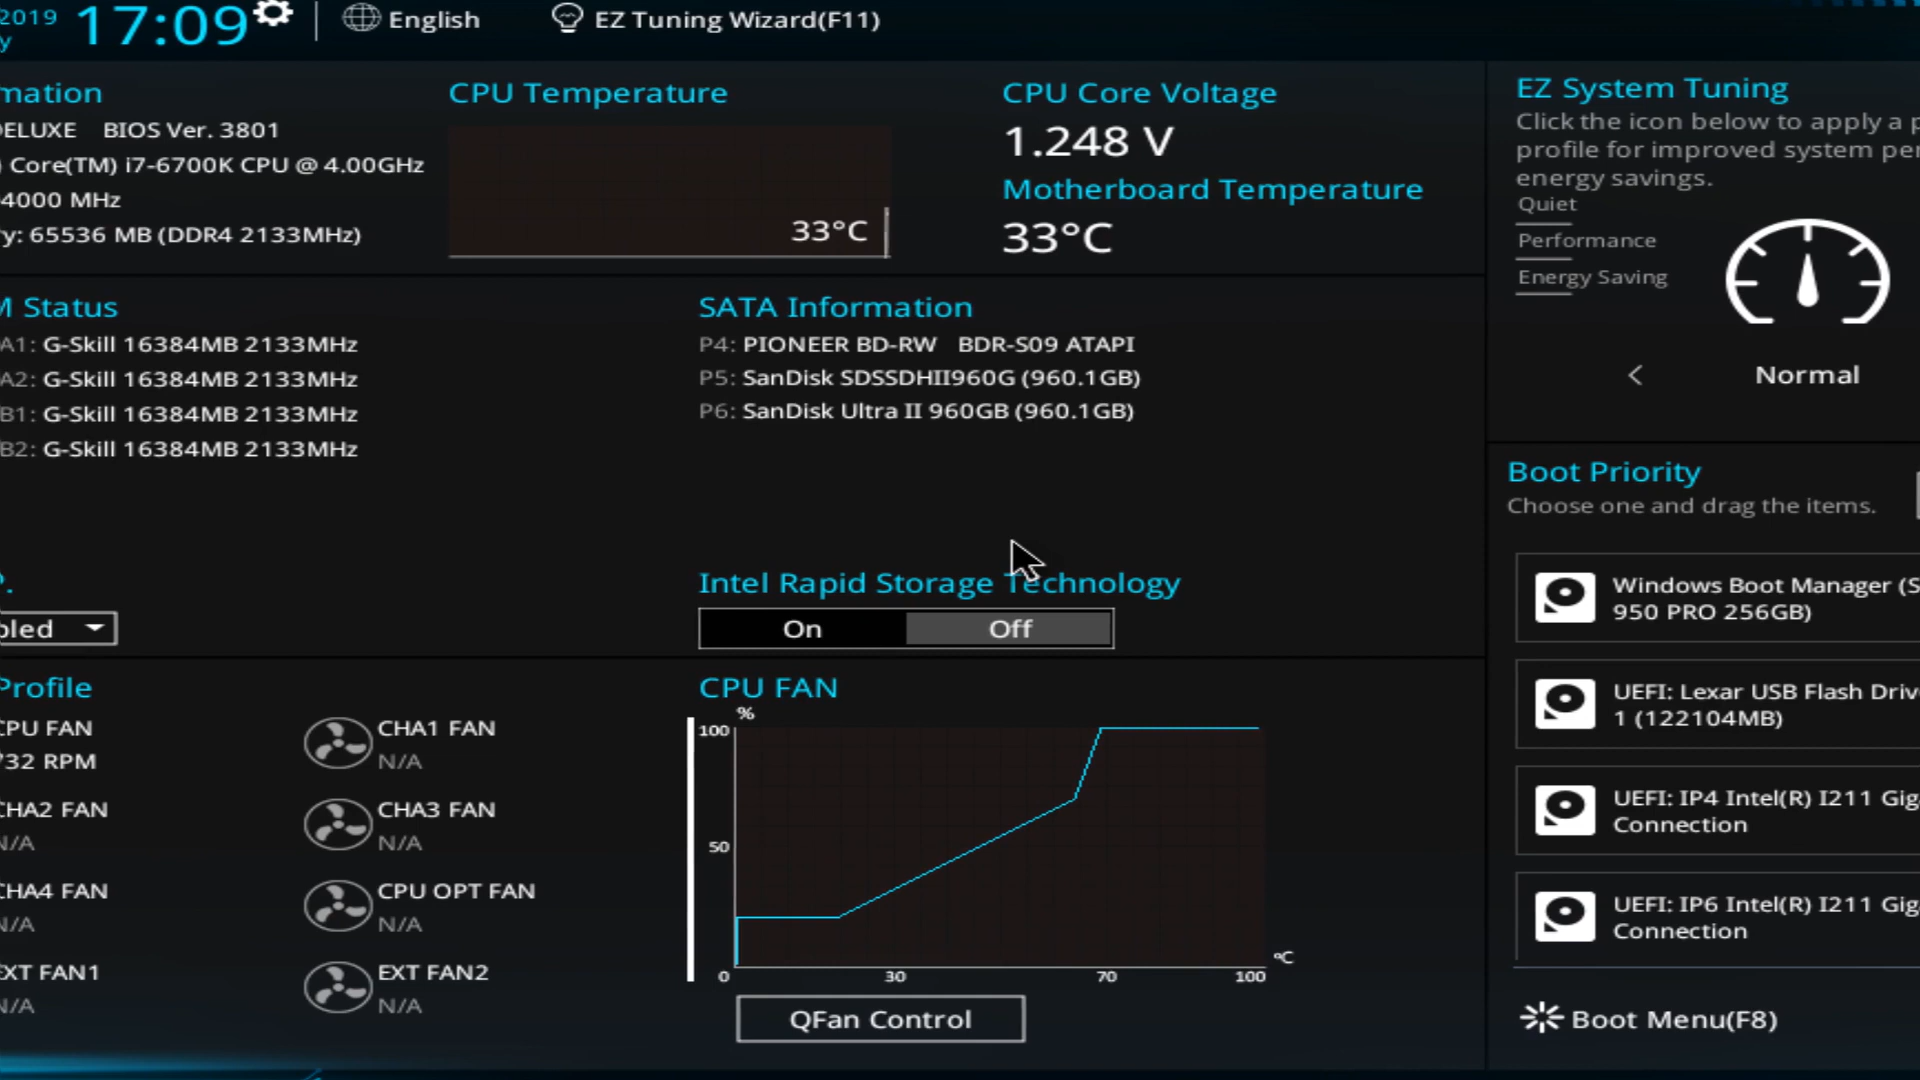 2019
17:09
English
EZ Tuning Wizard(F11)
mation
DELUXE BIOS Ver. 3801
) Core(TM) i7-6700K CPU @ 4.00GHz
4000 MHz
y: 65536 MB (DDR4 2133MHz)
CPU Temperature
33°C
CPU Core Voltage
1.248 V
Motherboard Temperature
33°C
M Status
A1: G-Skill 16384MB 2133MHz
A2: G-Skill 16384MB 2133MHz
B1: G-Skill 16384MB 2133MHz
B2: G-Skill 16384MB 2133MHz
SATA Information
P4: PIONEER BD-RW BDR-S09 ATAPI
P5: SanDisk SDSSDHII960G (960.1GB)
P6: SanDisk Ultra II 960GB (960.1GB)
bled
Intel Rapid Storage Technology
On
Off
Profile
CPU FAN
732 RPM
CHA1 FAN
N/A
CHA2 FAN
N/A
CHA3 FAN
N/A
CHA4 FAN
N/A
CPU OPT FAN
N/A
EXT FAN1
N/A
EXT FAN2
N/A
CPU FAN
%
100
50
0
30
70
100
°C
QFan Control
EZ System Tuning
Click the icon below to apply a p
profile for improved system per
energy savings.
Quiet
Performance
Energy Saving
Normal
Boot Priority
Choose one and drag the items.
Windows Boot Manager (S
950 PRO 256GB)
UEFI: Lexar USB Flash Driv
1 (122104MB)
UEFI: IP4 Intel(R) I211 Gig
Connection
UEFI: IP6 Intel(R) I211 Gig
Connection
Boot Menu(F8)